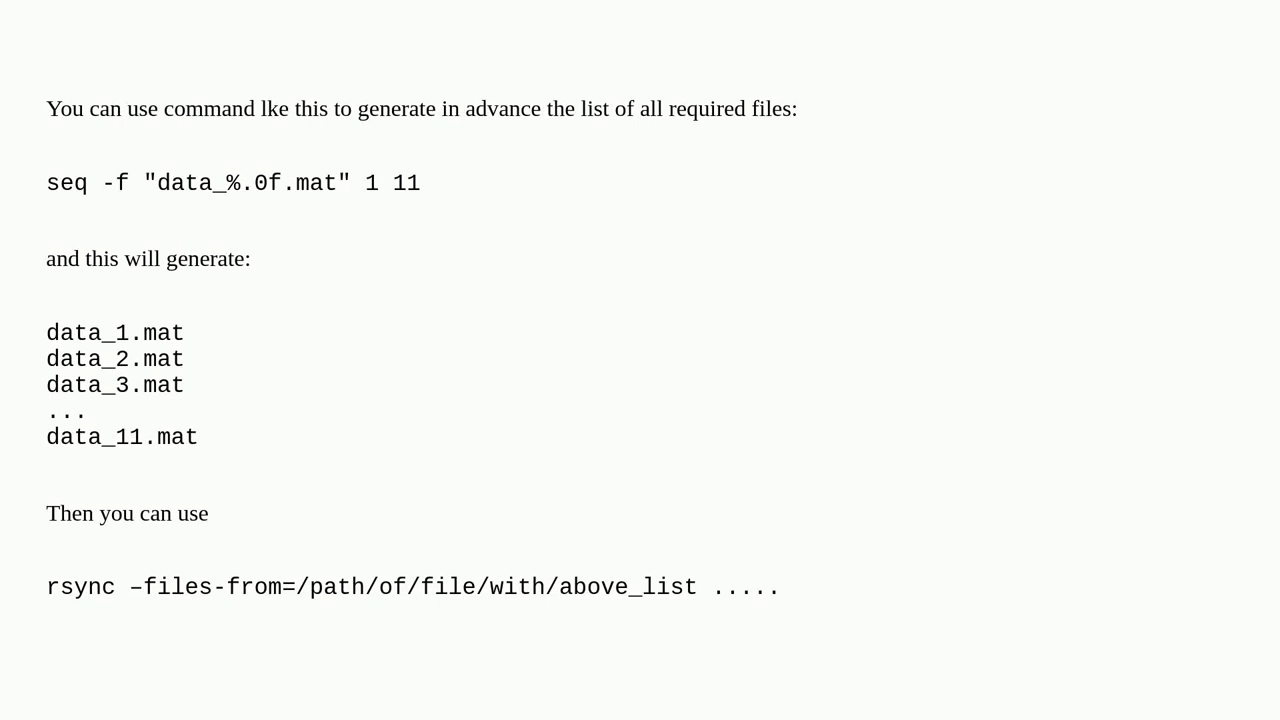 You can use command lke this to generate in advance the list of all required files:
seq -f "data_%.0f.mat" 1 11
and this will generate:
data_1.mat
data_2.mat
data_3.mat
...
data_11.mat
Then you can use
rsync –files-from=/path/of/file/with/above_list .....